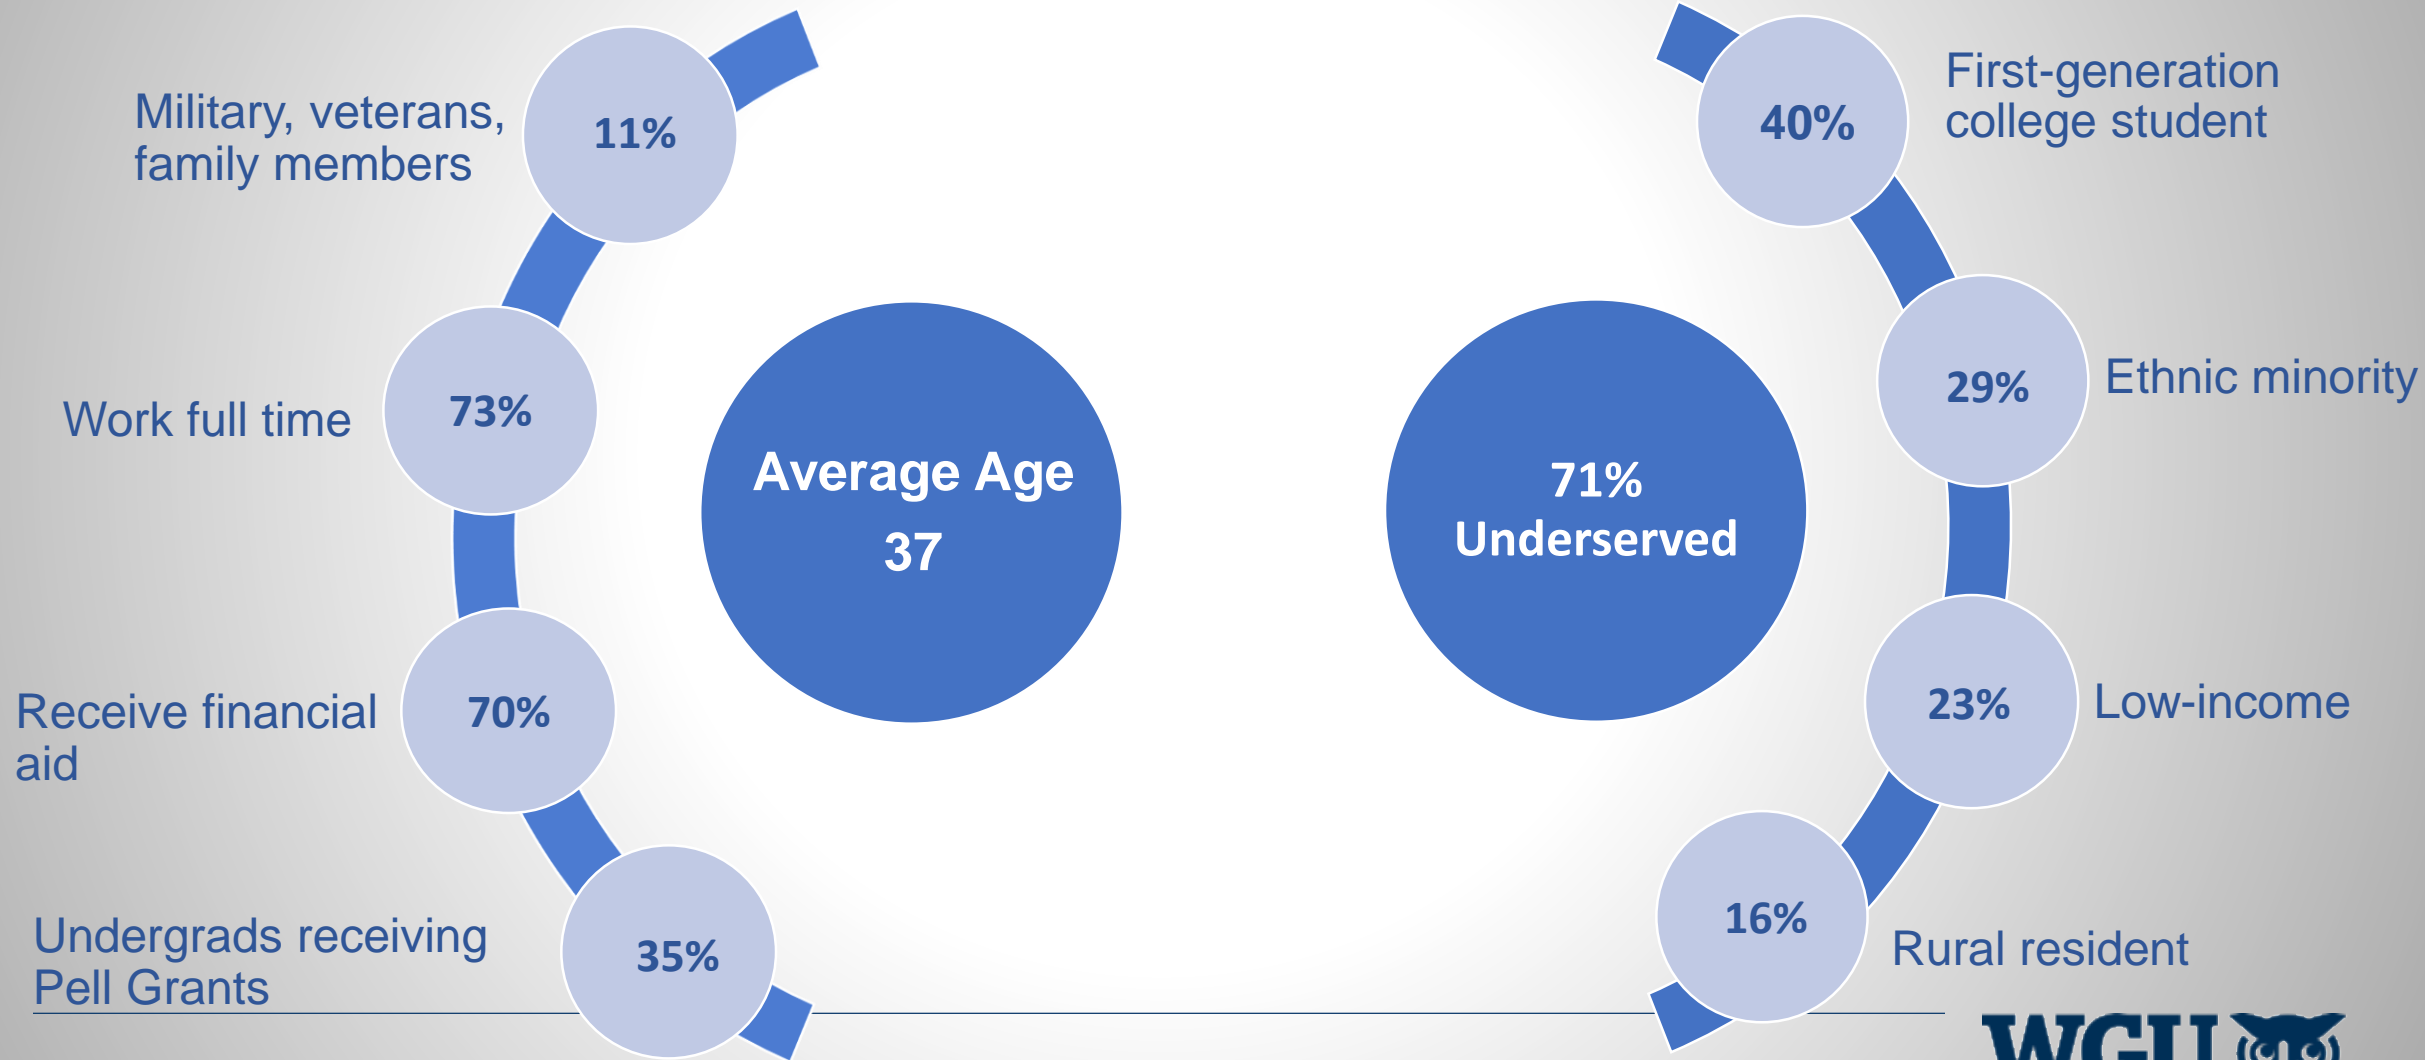 Military, veterans,
family members
11%
Work full time
73%
Receive financial
aid
70%
Undergrads receiving
Pell Grants
35%
Average Age
37
71%
Underserved
40%
First-generation
college student
29%
Ethnic minority
23%
Low-income
16%
Rural resident
WGU